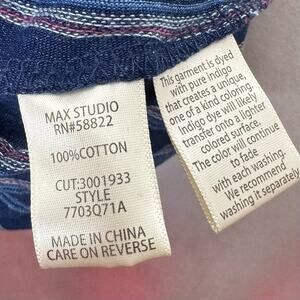 MAX STUDIO
RN#58822
100%COTTON
CUT:3001933
STYLE
7703Q71A
MADE IN CHINA
CARE ON REVERSE
This garment is dyed
with pure indigo
that creates a unique,
one of a kind coloring.
Indigo dye will likely
transfer onto a lighter
colored surface.
The color will continue
to fade
with each washing
We recommend
washing it separately